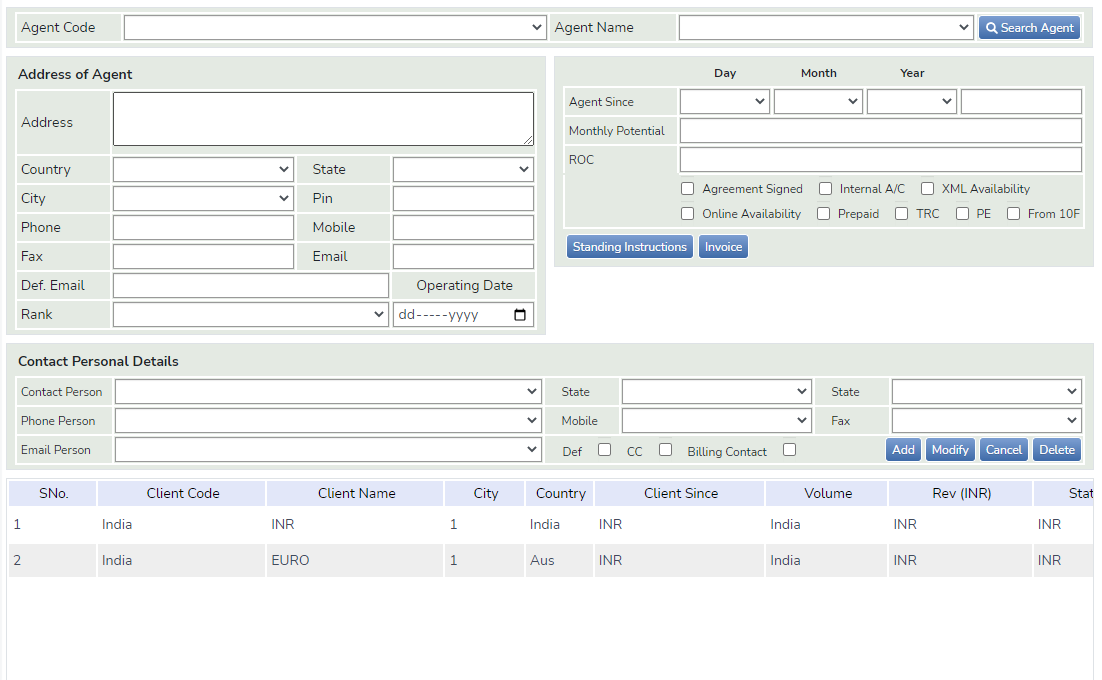 Agent Code Agent Name Search Agent
Address of Agent
Address
Country State
City Pin
Phone Mobile
Fax Email
Def. Email Operating Date
Rank dd-----yyyy
Day Month Year
Agent Since
Monthly Potential
ROC
Agreement Signed Internal A/C XML Availability
Online Availability Prepaid TRC PE From 10F
Standing Instructions Invoice
Contact Personal Details
Contact Person State State
Phone Person Mobile Fax
Email Person Def CC Billing Contact Add Modify Cancel Delete
SNo. Client Code Client Name City Country Client Since Volume Rev (INR) Stat
1 India INR 1 India INR India INR INR
2 India EURO 1 Aus INR India INR INR